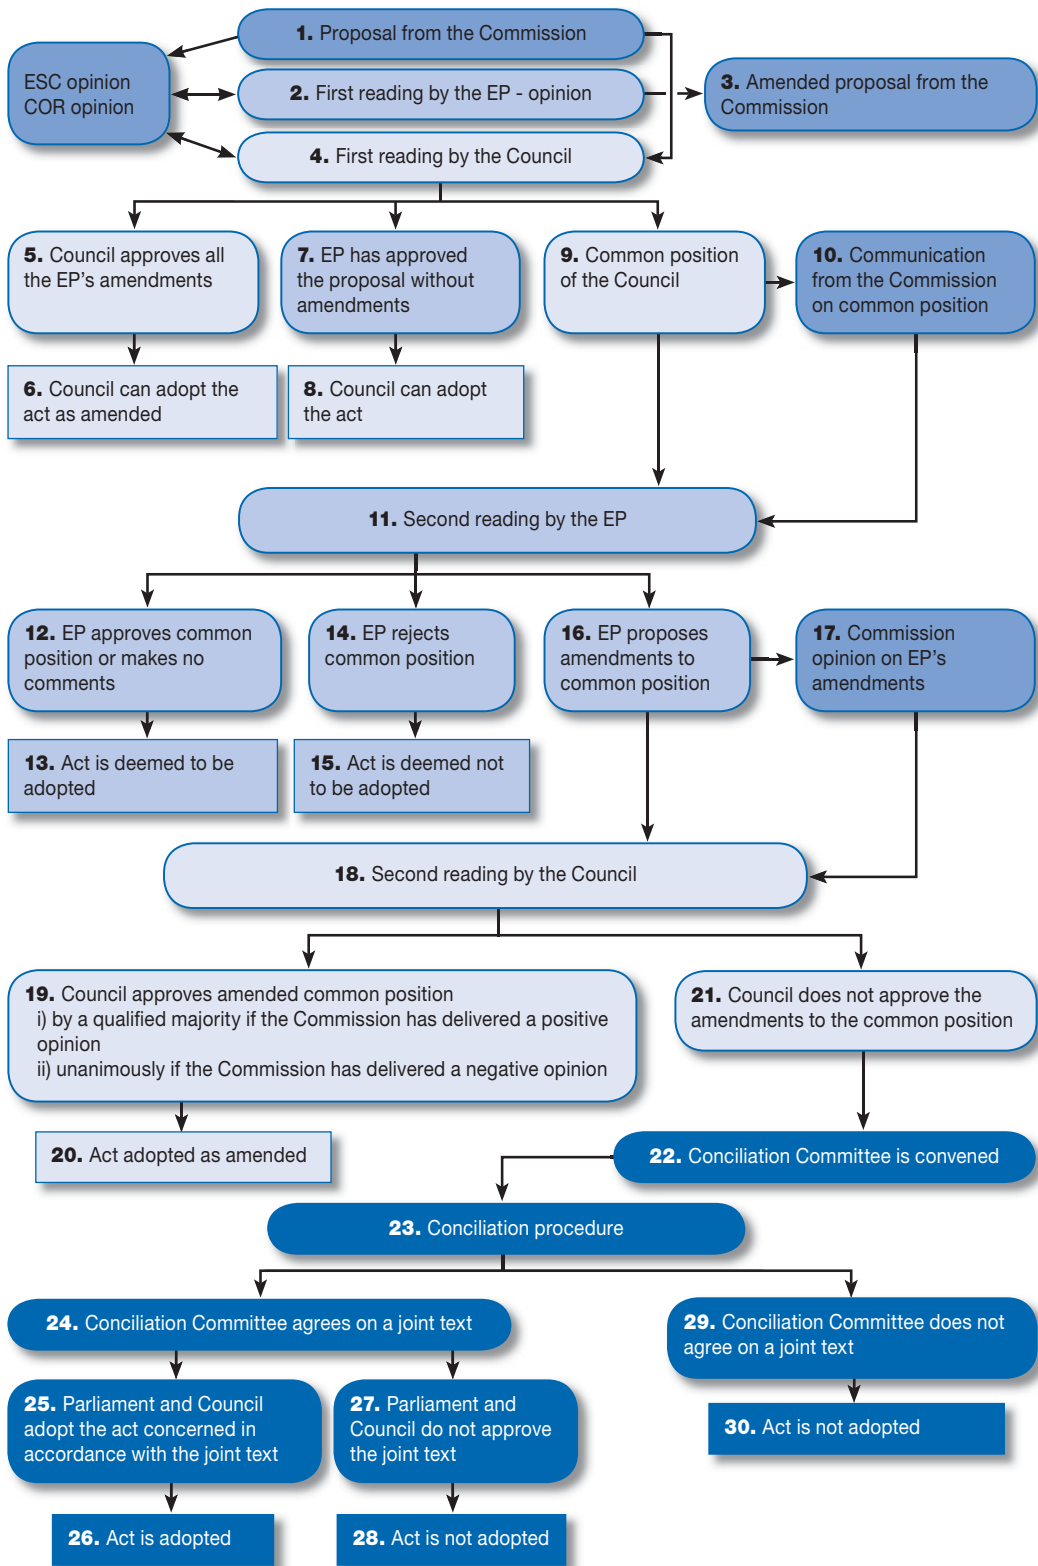 1. Proposal from the Commission
ESC opinion
COR opinion
2. First reading by the EP - opinion
3. Amended proposal from the
Commission
4. First reading by the Council
5. Council approves all
the EP's amendments
7. EP has approved
the proposal without
amendments
9. Common position
of the Council
10. Communication
from the Commission
on common position
6. Council can adopt the
act as amended
8. Council can adopt
the act
11. Second reading by the EP
12. EP approves common
position or makes no
comments
14. EP rejects
common position
16. EP proposes
amendments to
common position
17. Commission
opinion on EP's
amendments
13. Act is deemed to be
adopted
15. Act is deemed not
to be adopted
18. Second reading by the Council
19. Council approves amended common position
i) by a qualified majority if the Commission has delivered a positive
opinion
ii) unanimously if the Commission has delivered a negative opinion
21. Council does not approve the
amendments to the common position
20. Act adopted as amended
22. Conciliation Committee is convened
23. Conciliation procedure
24. Conciliation Committee agrees on a joint text
29. Conciliation Committee does not
agree on a joint text
25. Parliament and Council
adopt the act concerned in
accordance with the joint text
27. Parliament and
Council do not approve
the joint text
30. Act is not adopted
26. Act is adopted
28. Act is not adopted